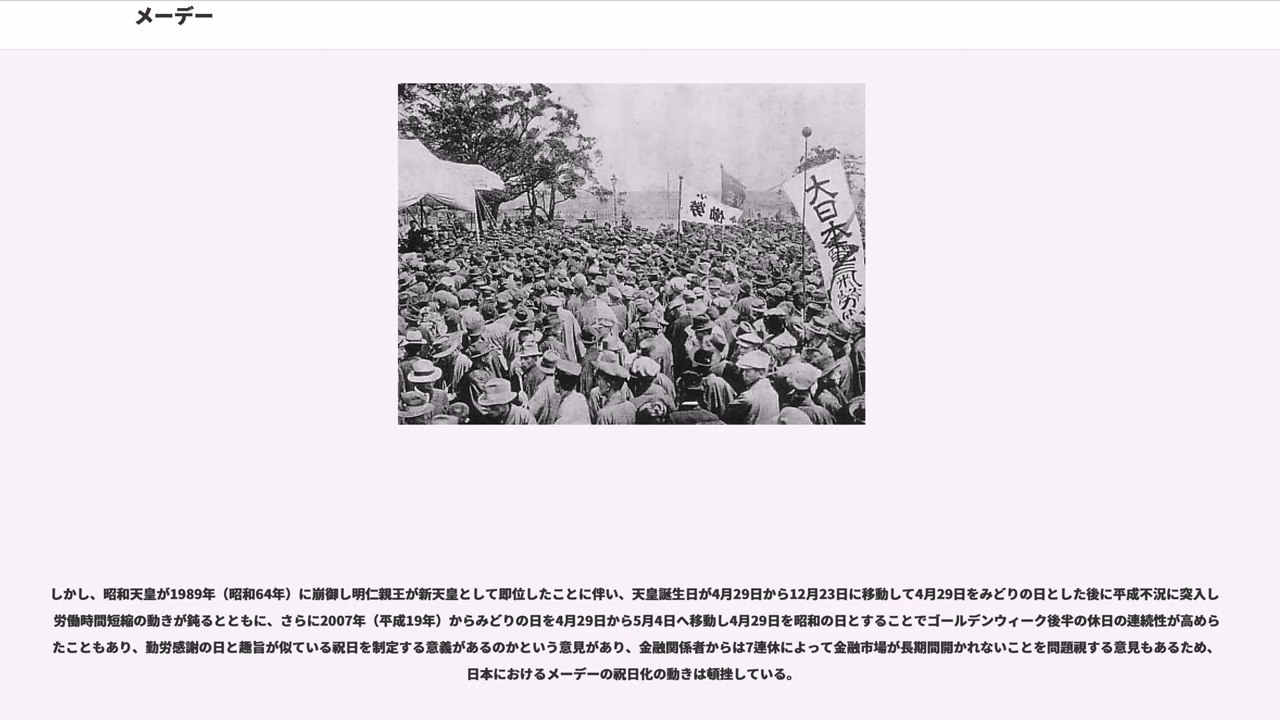 メーデー
大日本
労働
しかし、昭和天皇が1989年（昭和64年）に崩御し明仁親王が新天皇として即位したことに伴い、天皇誕生日が4月29日から12月23日に移動して4月29日をみどりの日とした後に平成不況に突入し
労働時間短縮の動きが鈍るとともに、さらに2007年（平成19年）からみどりの日を4月29日から5月4日へ移動し4月29日を昭和の日とすることでゴールデンウィーク後半の休日の連続性が高めら
たこともあり、勤労感謝の日と趣旨が似ている祝日を制定する意義があるのかという意見があり、金融関係者からは7連休によって金融市場が長期間開かれないことを問題視する意見もあるため、
日本におけるメーデーの祝日化の動きは頓挫している。